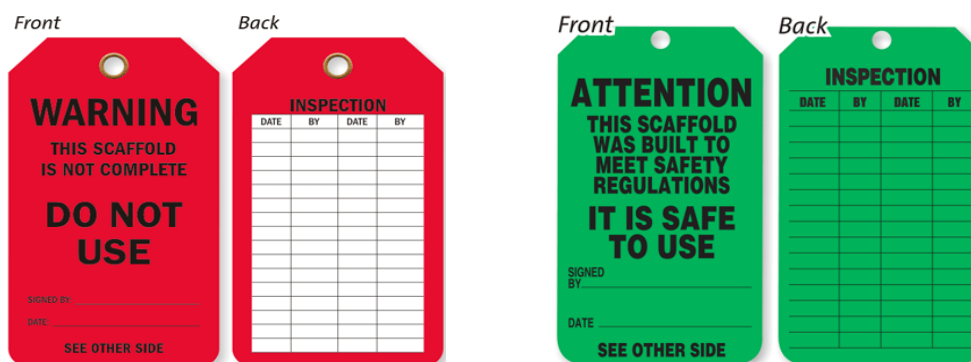 Front
WARNING
THIS SCAFFOLD
IS NOT COMPLETE
DO NOT
USE
SIGNED BY:
DATE:
SEE OTHER SIDE
Back
INSPECTION
DATE BY DATE BY
Front
ATTENTION
THIS SCAFFOLD
WAS BUILT TO
MEET SAFETY
REGULATIONS
IT IS SAFE
TO USE
SIGNED
BY
DATE
SEE OTHER SIDE
Back
INSPECTION
DATE BY DATE BY